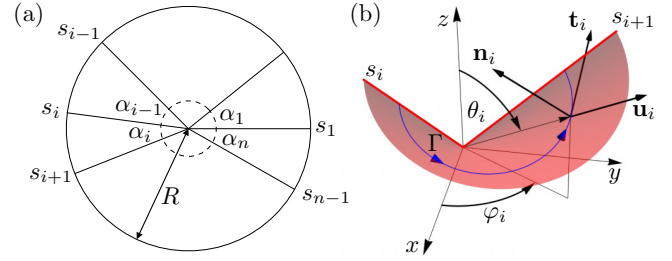 (a)
s_{i−1}
s_i
α_{i-1}
α_1
α_i
α_n
s_1
s_{i+1}
R
s_{n−1}
(b)
z
t_i
s_{i+1}
n_i
s_i
θ_i
u_i
Γ
y
φ_i
x